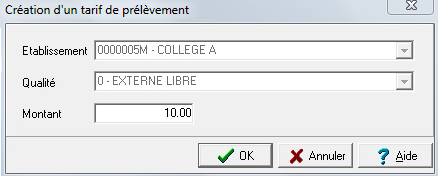 Création d'un tarif de prélèvement
Etablissement 0000005M - COLLEGE A
Qualité 0 - EXTERNE LIBRE
Montant 10.00
OK Annuler Aide